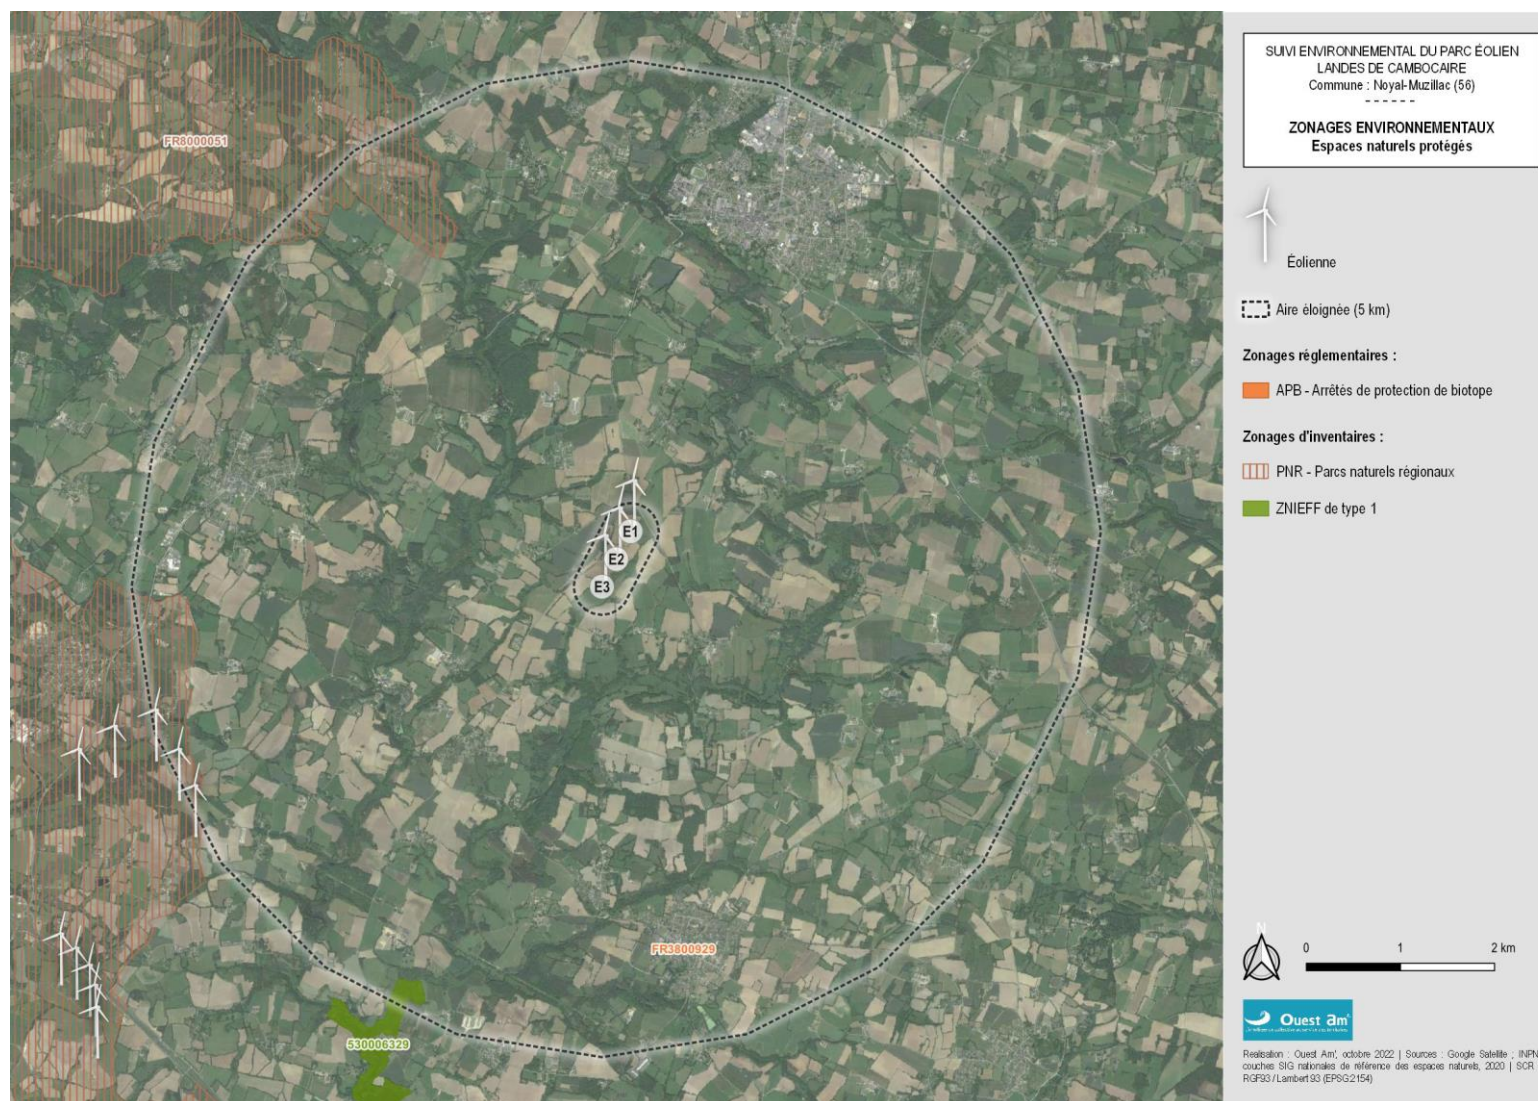 SUIVI ENVIRONNEMENTAL DU PARC ÉOLIEN
LANDES DE CAMBOCAIRE
Commune : Noyal-Muzillac (56)
ZONAGES ENVIRONNEMENTAUX
Espaces naturels protégés
Éolienne
Aire éloignée (5 km)
Zonages réglementaires :
APB - Arrêtés de protection de biotope
Zonages d'inventaires :
PNR - Parcs naturels régionaux
ZNIEFF de type 1
FR8000051
E1
E2
E3
FR3800929
530006329
N
0 1 2 km
Ouest am'
Réalisation : Ouest Am', octobre 2022 | Sources : Google Satellite ; INPN
couches SIG nationales de référence des espaces naturels, 2020 | SCR
RGF93 / Lambert 93 (EPSG:2154)